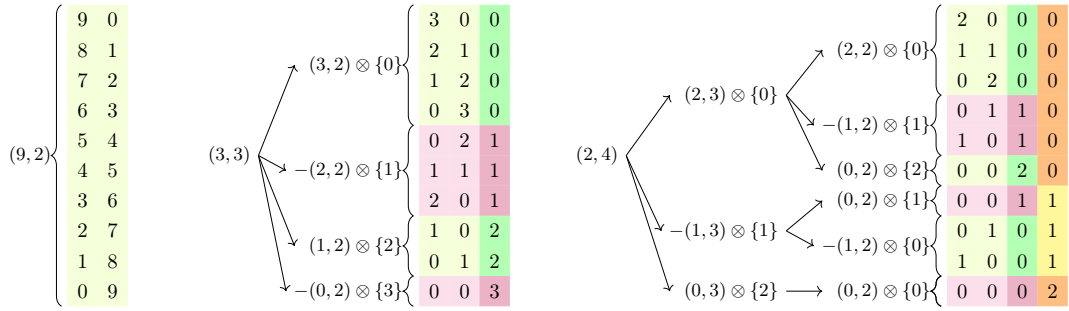 (9, 2)
9 0
8 1
7 2
6 3
5 4
4 5
3 6
2 7
1 8
0 9
(3, 3)
(3, 2) ⊗ {0}
−(2, 2) ⊗ {1}
(1, 2) ⊗ {2}
−(0, 2) ⊗ {3}
3 0 0
2 1 0
1 2 0
0 3 0
0 2 1
1 1 1
2 0 1
1 0 2
0 1 2
0 0 3
(2, 4)
(2, 3) ⊗ {0}
−(1, 3) ⊗ {1}
(0, 3) ⊗ {2}
(2, 2) ⊗ {0}
−(1, 2) ⊗ {1}
(0, 2) ⊗ {2}
(0, 2) ⊗ {1}
−(1, 2) ⊗ {0}
(0, 2) ⊗ {0}
2 0 0 0
1 1 0 0
0 2 0 0
0 1 1 0
1 0 1 0
0 0 2 0
0 0 1 1
0 1 0 1
1 0 0 1
0 0 0 2